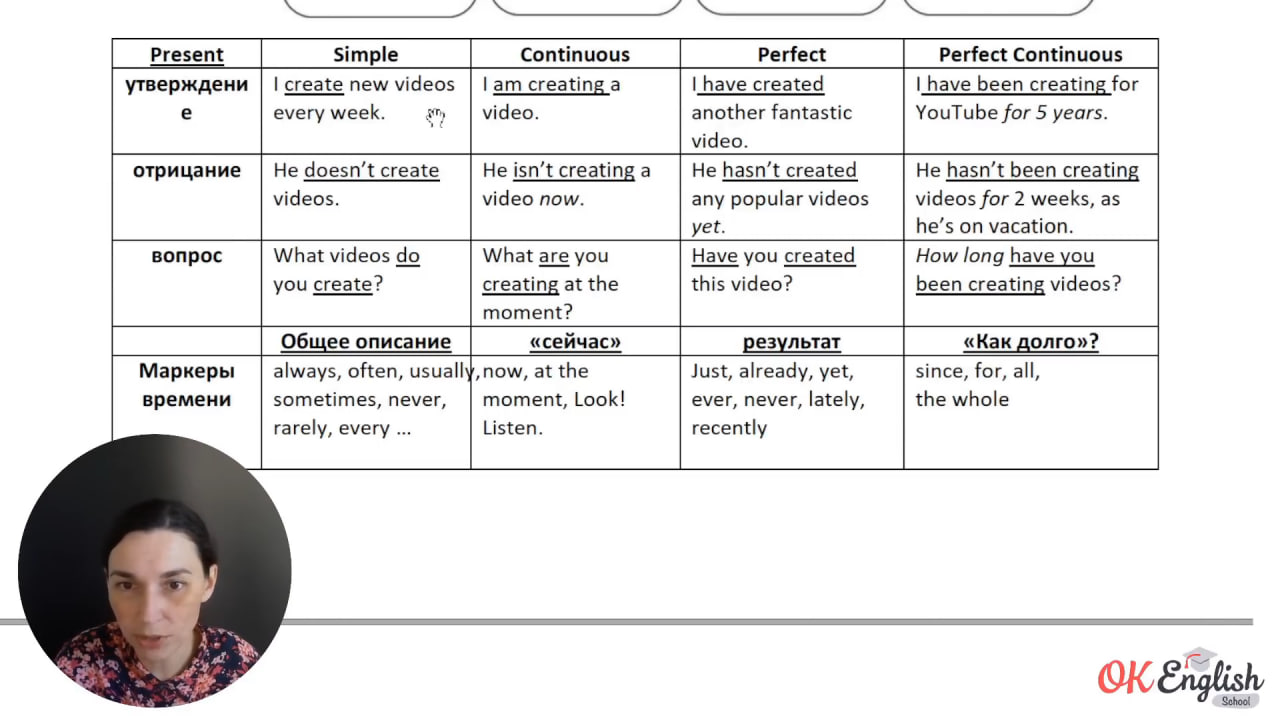 Present Simple Continuous Perfect Perfect Continuous
утверждени
е
I create new videos
every week.
I am creating a
video.
I have created
another fantastic
video.
I have been creating for
YouTube for 5 years.
отрицание
He doesn’t create
videos.
He isn’t creating a
video now.
He hasn’t created
any popular videos
yet.
He hasn’t been creating
videos for 2 weeks, as
he’s on vacation.
вопрос
What videos do
you create?
What are you
creating at the
moment?
Have you created
this video?
How long have you
been creating videos?
Общее описание «сейчас» результат «Как долго»?
Маркеры
времени
always, often, usually,
sometimes, never,
rarely, every ...
now, at the
moment, Look!
Listen.
Just, already, yet,
ever, never, lately,
recently
since, for, all,
the whole
OK English
School